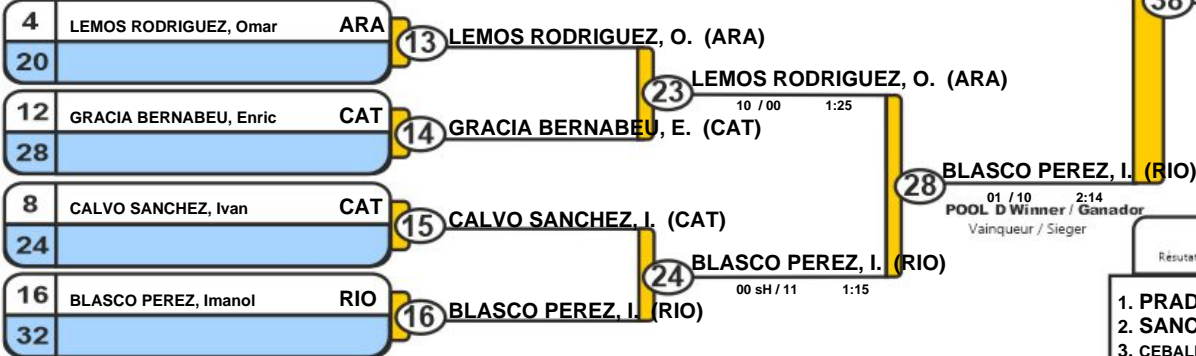 38
4 LEMOS RODRIGUEZ, Omar ARA
20
13 LEMOS RODRIGUEZ, O. (ARA)
23 LEMOS RODRIGUEZ, O. (ARA)
10 / 00 1:25
12 GRACIA BERNABEU, Enric CAT
28
14 GRACIA BERNABEU, E. (CAT)
28 BLASCO PEREZ, I. (RIO)
01 / 10 2:14
POOL D Winner / Ganador
Vainqueur / Sieger
8 CALVO SANCHEZ, Ivan CAT
24
15 CALVO SANCHEZ, I. (CAT)
24 BLASCO PEREZ, I. (RIO)
00 sH / 11 1:15
16 BLASCO PEREZ, Imanol RIO
32
16 BLASCO PEREZ, I. (RIO)
1. PRAD
2. SANC